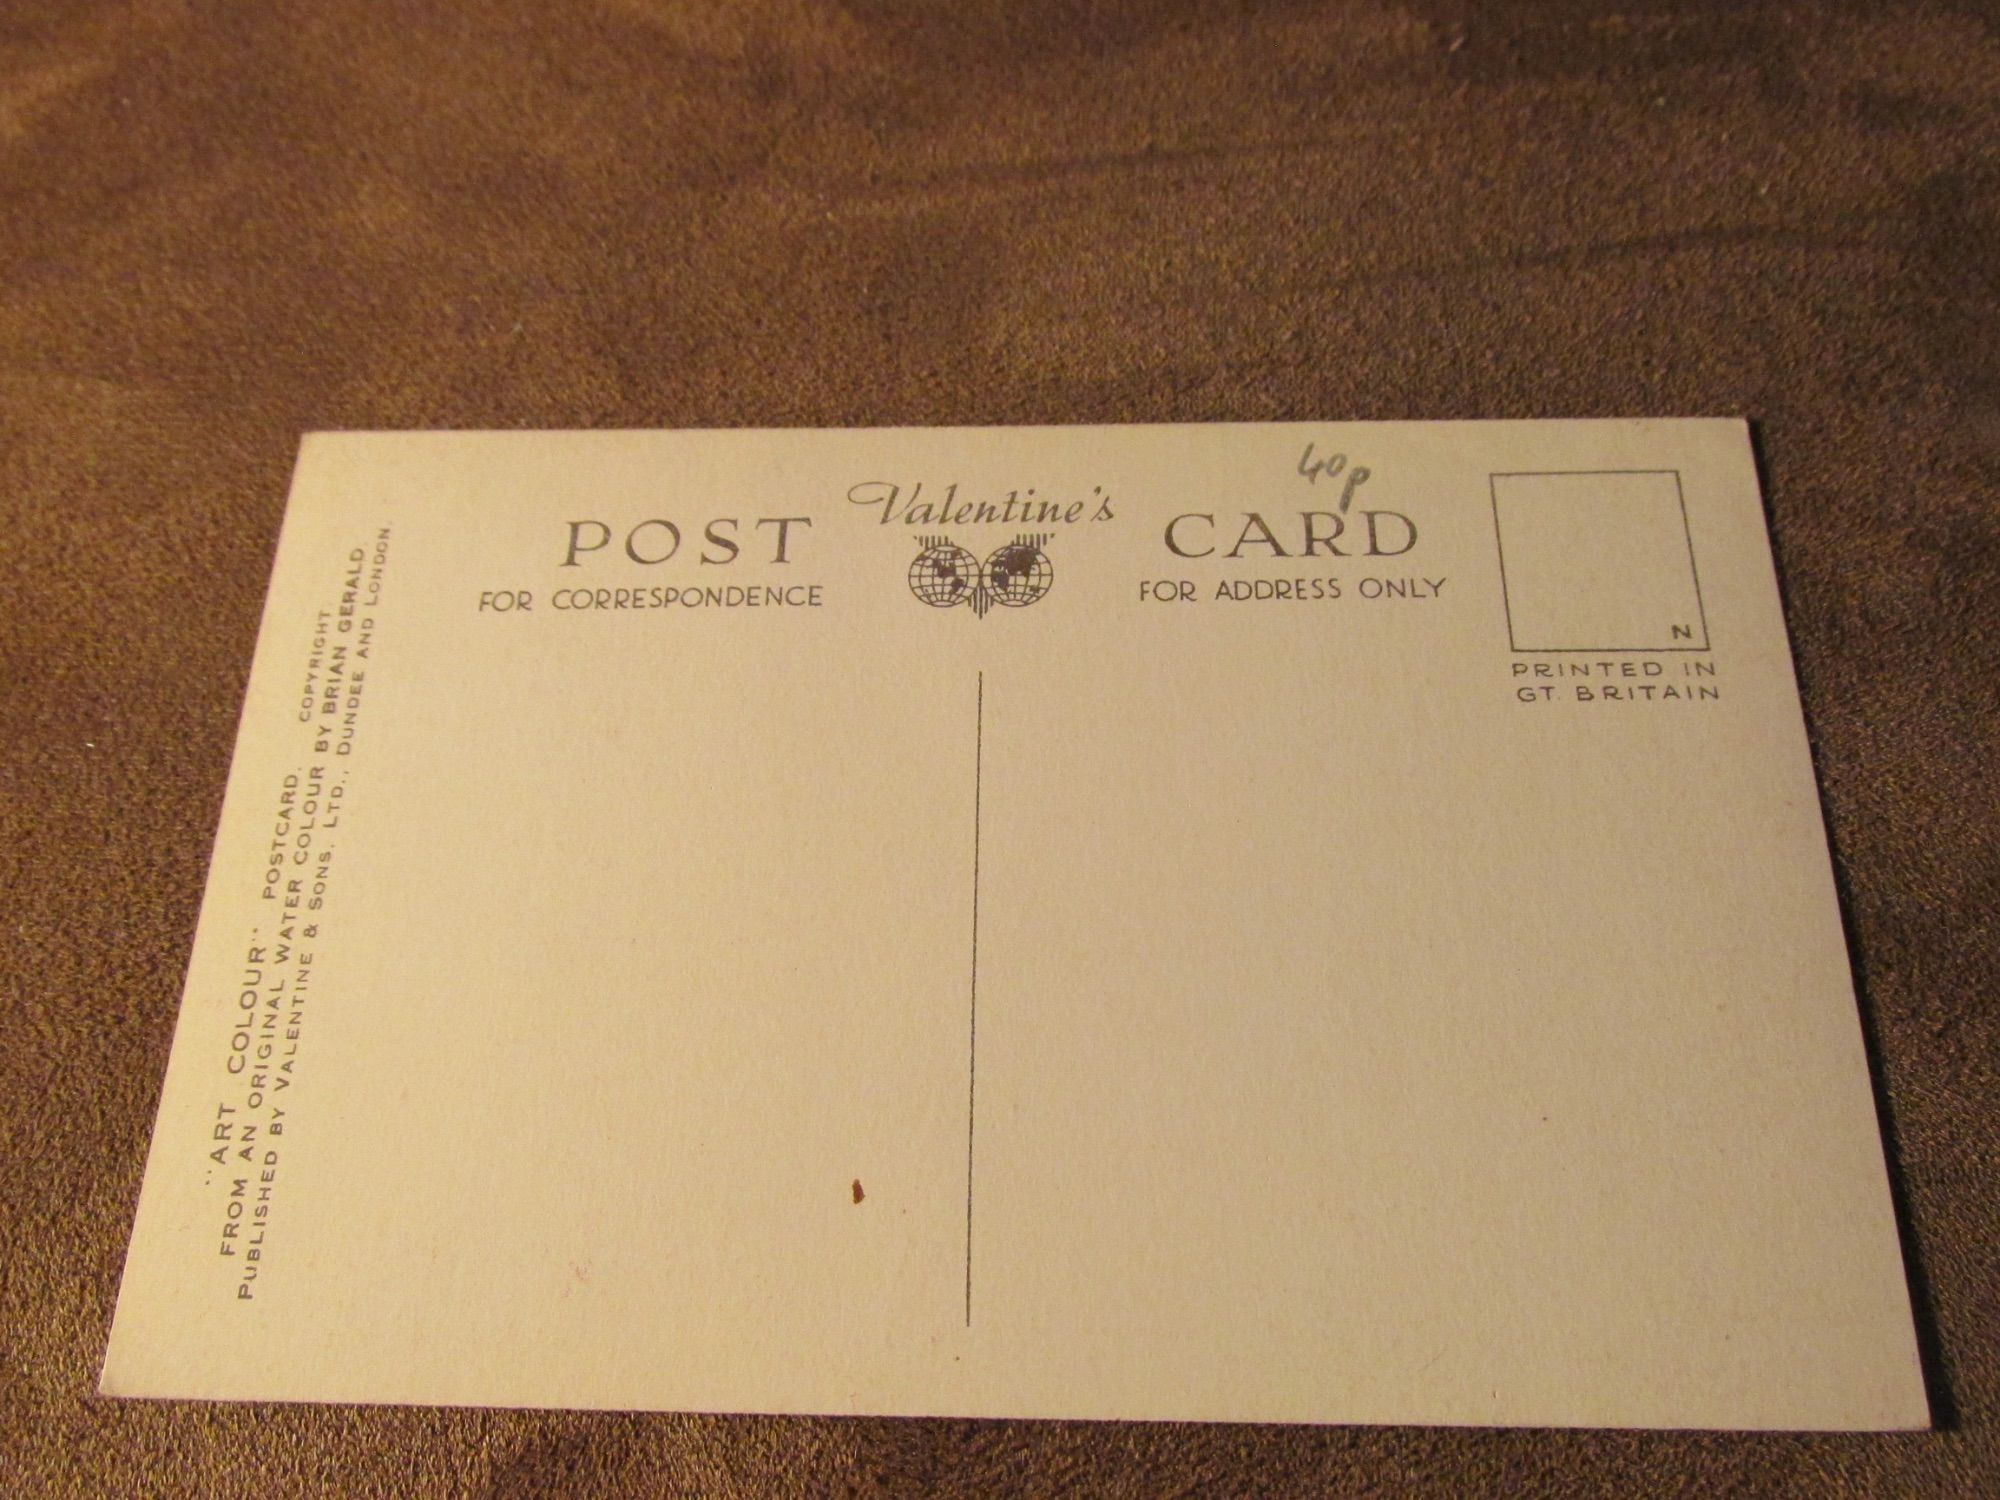 40p
Valentine's
POST CARD
FOR CORRESPONDENCE
FOR ADDRESS ONLY
N
PRINTED IN
GT. BRITAIN
"ART COLOUR" POSTCARD. COPYRIGHT
FROM AN ORIGINAL WATER COLOUR BY BRIAN GERALD.
PUBLISHED BY VALENTINE & SONS, LTD., DUNDEE AND LONDON